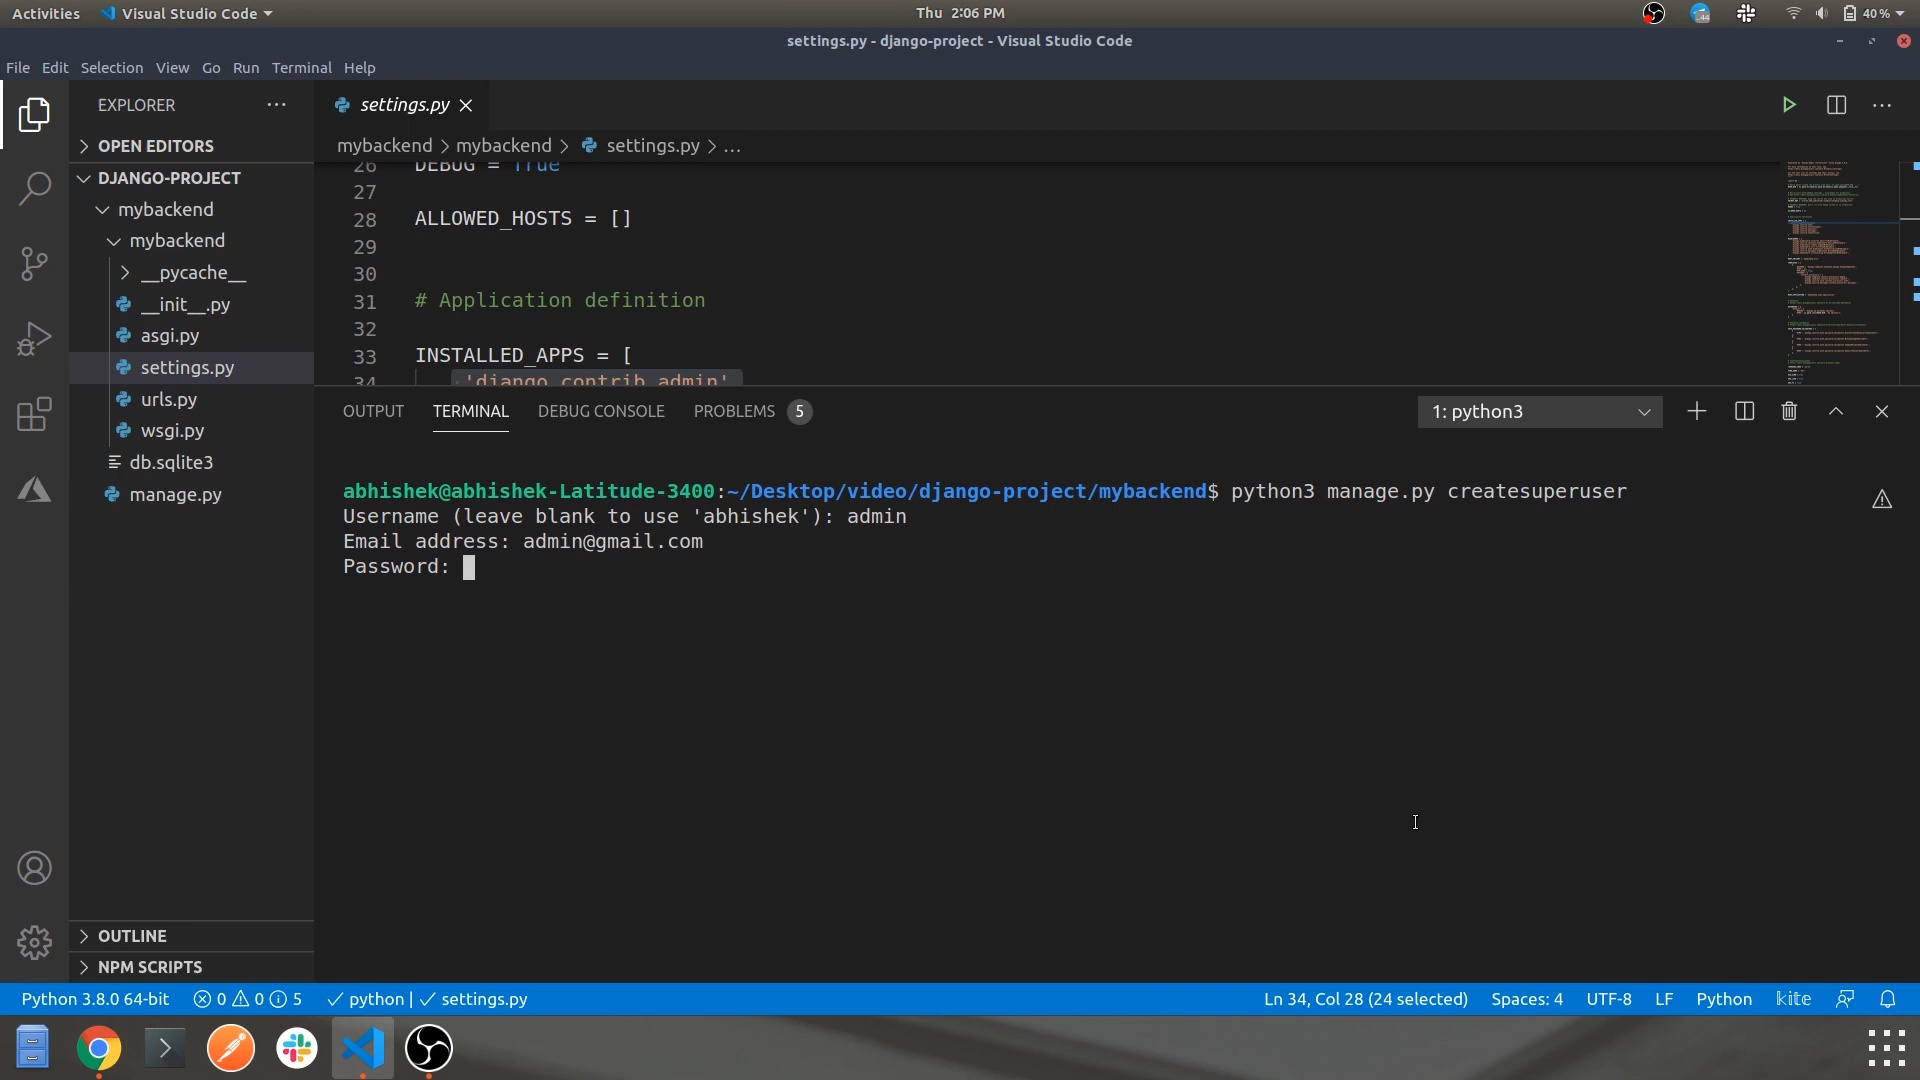 Activities Visual Studio Code Thu 2:06 PM 40 %
settings.py - django-project - Visual Studio Code
File Edit Selection View Go Run Terminal Help
EXPLORER
OPEN EDITORS
DJANGO-PROJECT
mybackend
mybackend
__pycache__
__init__.py
asgi.py
settings.py
urls.py
wsgi.py
db.sqlite3
manage.py
OUTLINE
NPM SCRIPTS
settings.py
mybackend > mybackend > settings.py > ...
26 DEBUG = True
27
28 ALLOWED_HOSTS = []
29
30
31 # Application definition
32
33 INSTALLED_APPS = [
34 'django.contrib.admin'
OUTPUT TERMINAL DEBUG CONSOLE PROBLEMS 5 1: python3
abhishek@abhishek-Latitude-3400:~/Desktop/video/django-project/mybackend$ python3 manage.py createsuperuser
Username (leave blank to use 'abhishek'): admin
Email address: admin@gmail.com
Password:
Python 3.8.0 64-bit 0 0 5 python | settings.py Ln 34, Col 28 (24 selected) Spaces: 4 UTF-8 LF Python kite